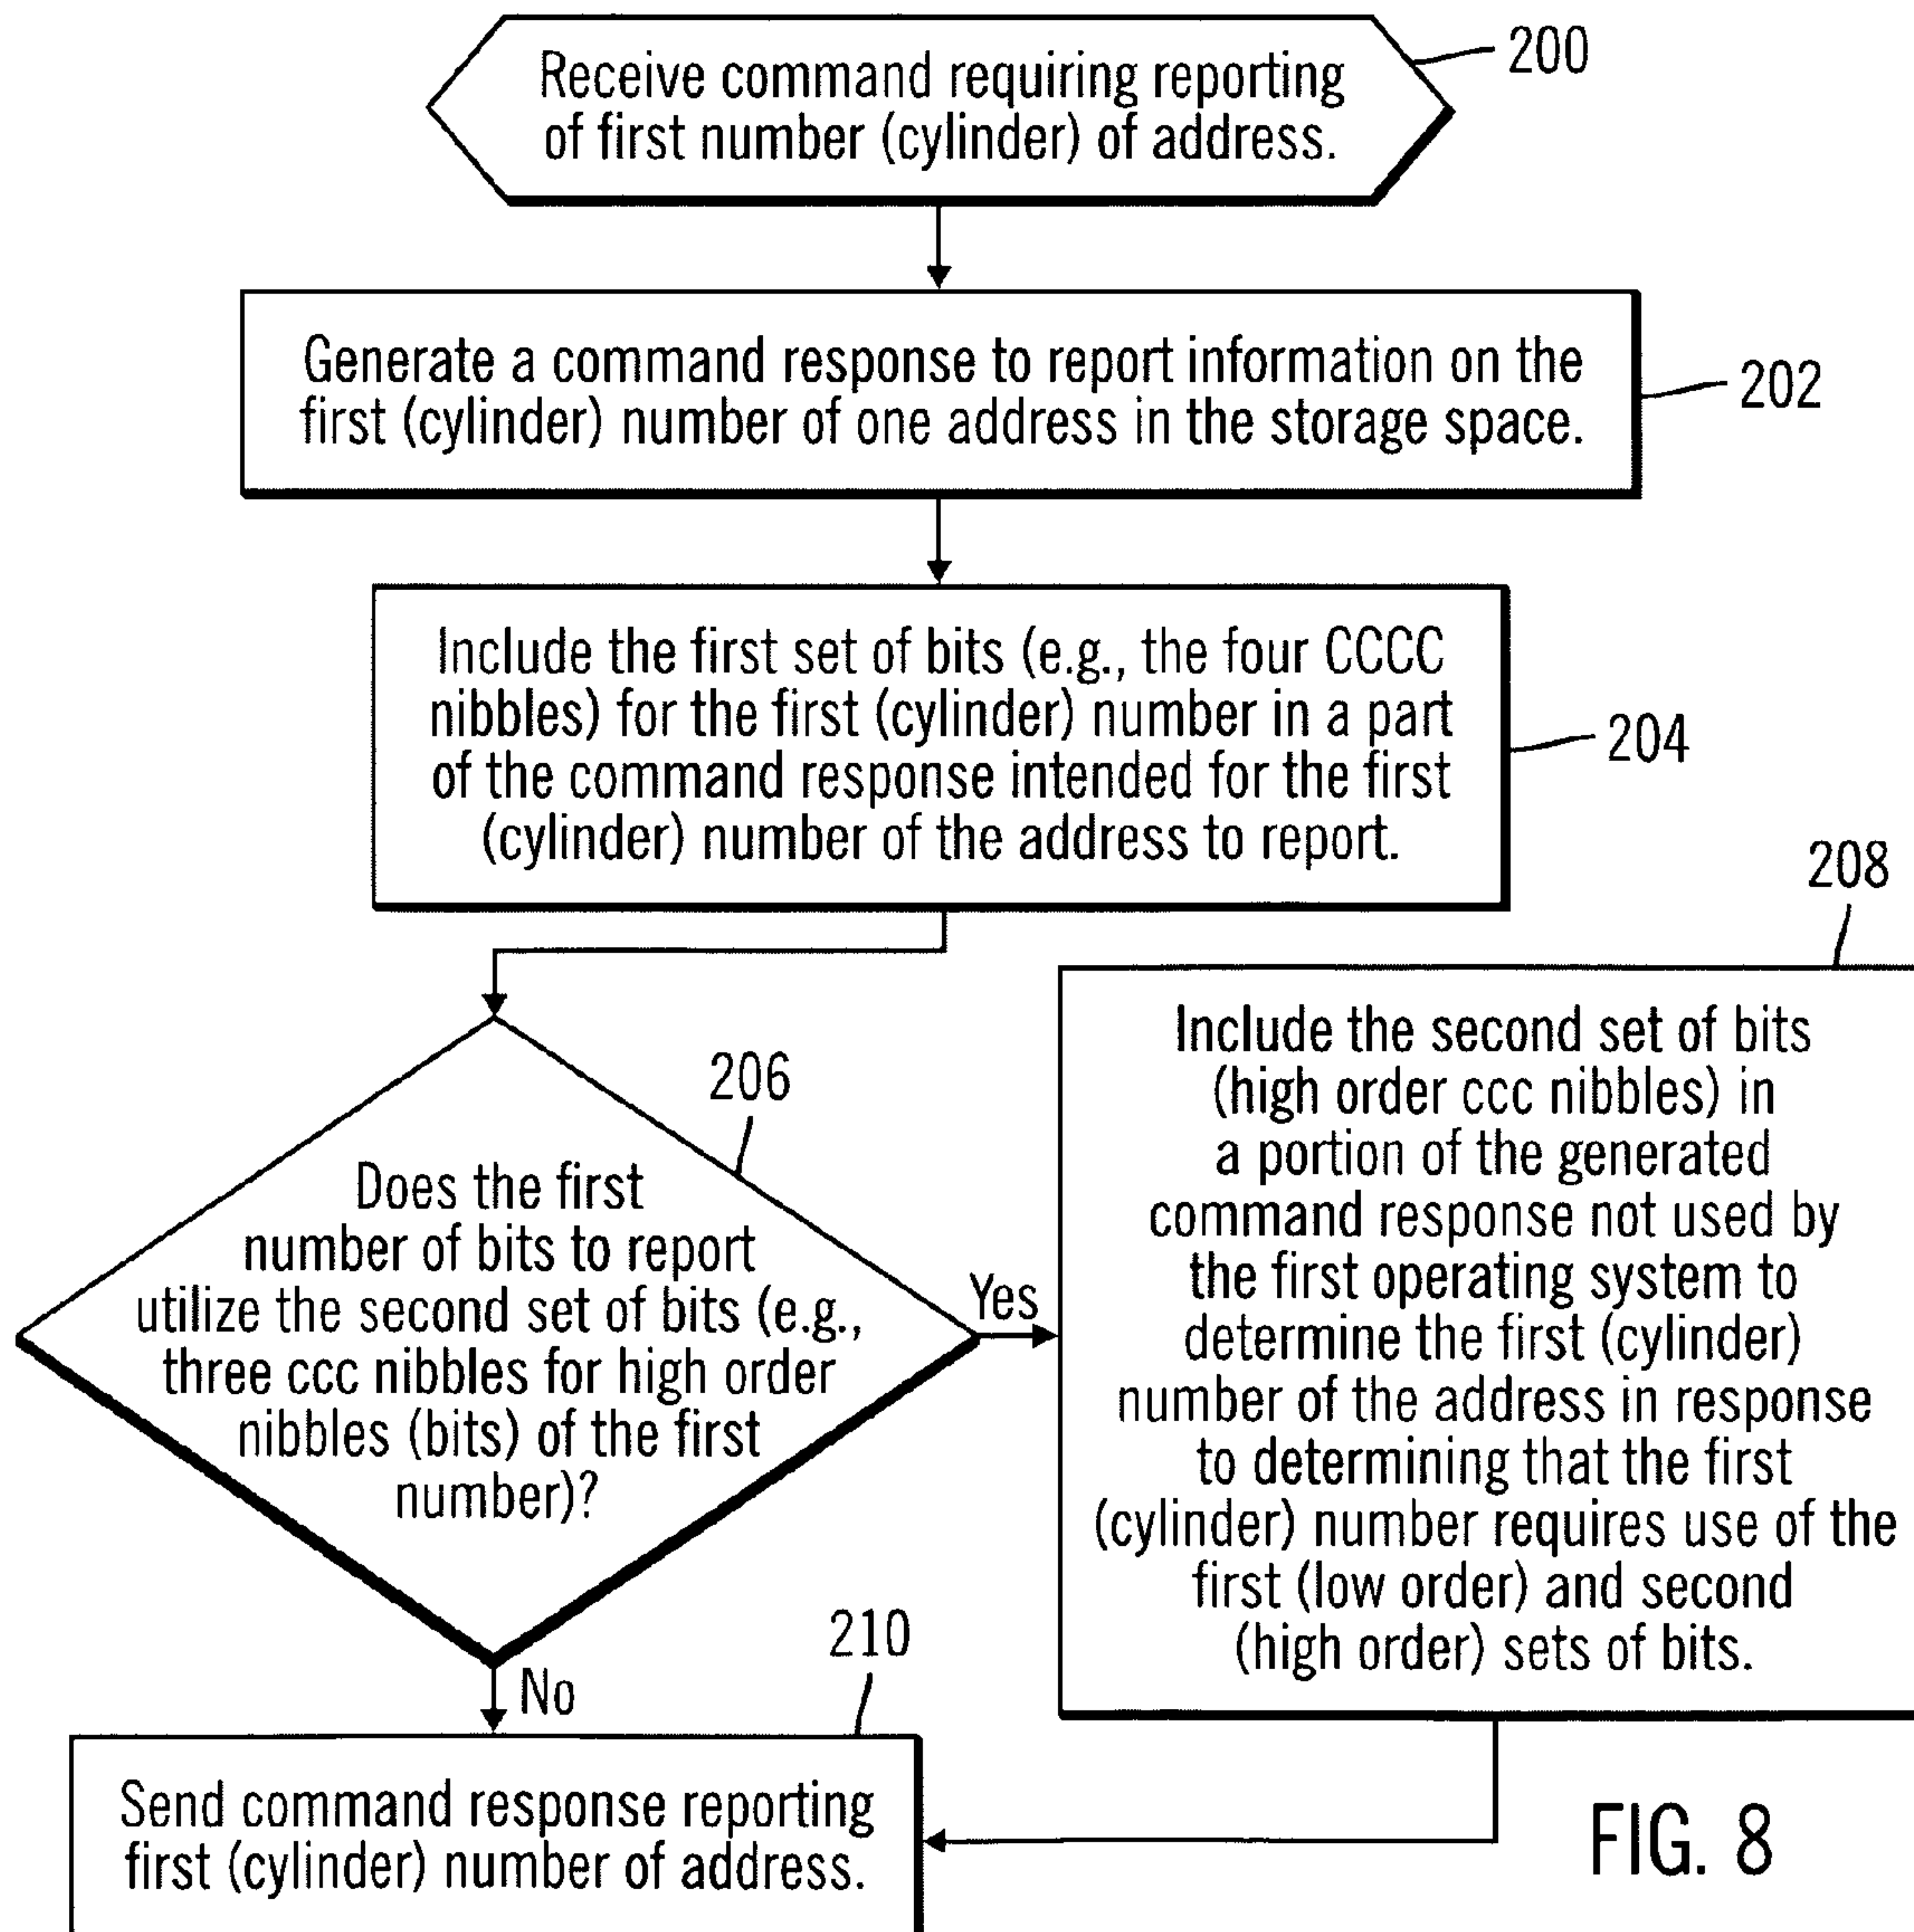 Receive command requiring reporting
of first number (cylinder) of address.
200
Generate a command response to report information on the
first (cylinder) number of one address in the storage space.
202
Include the first set of bits (e.g., the four CCCC
nibbles) for the first (cylinder) number in a part
of the command response intended for the first
(cylinder) number of the address to report.
204
206
Does the first
number of bits to report
utilize the second set of bits (e.g.,
three ccc nibbles for high order
nibbles (bits) of the first
number)?
Yes
No
208
Include the second set of bits
(high order ccc nibbles) in
a portion of the generated
command response not used by
the first operating system to
determine the first (cylinder)
number of the address in response
to determining that the first
(cylinder) number requires use of the
first (low order) and second
(high order) sets of bits.
210
Send command response reporting
first (cylinder) number of address.
FIG. 8